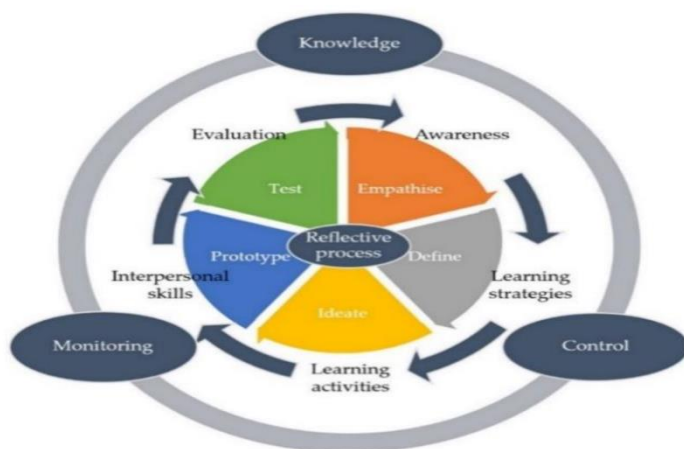 Knowledge
Evaluation
Awareness
Test
Empathise
Reflective
process
Prototype
Define
Interpersonal
skills
Learning
strategies
Ideate
Monitoring
Control
Learning
activities